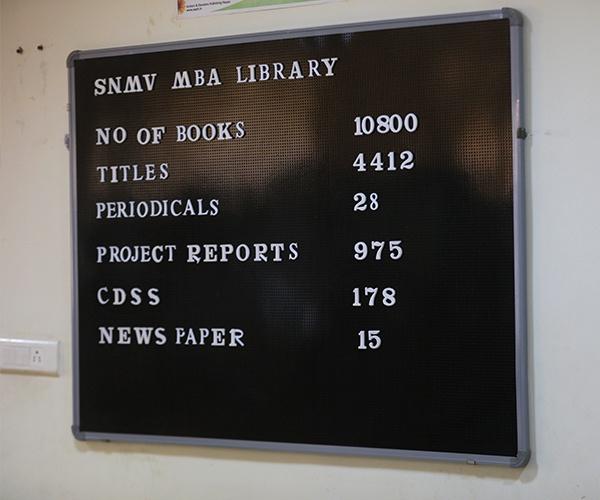 SNMV MBA LIBRARY
NO OF BOOKS 10800
TITLES 4412
PERIODICALS 28
PROJECT REPORTS 975
CDSS 178
NEWS PAPER 15